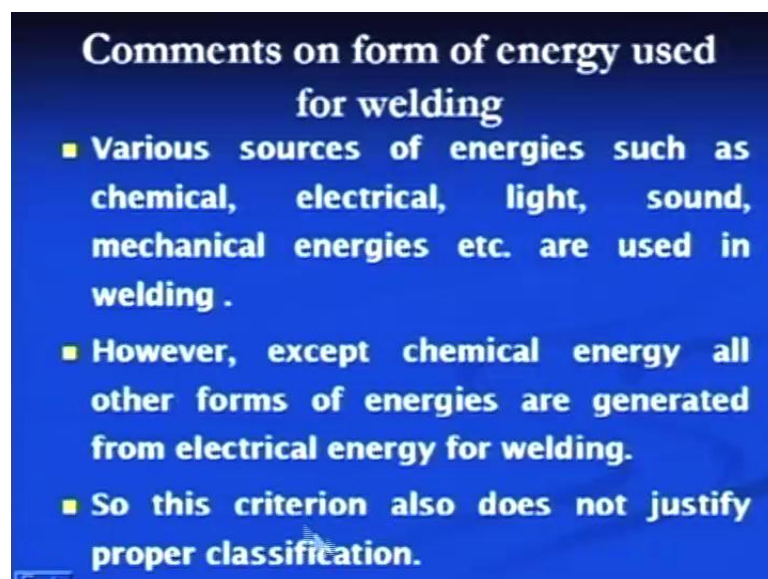 Comments on form of energy used
for welding
Various sources of energies such as
chemical, electrical, light, sound,
mechanical energies etc. are used in
welding .
However, except chemical energy all
other forms of energies are generated
from electrical energy for welding.
So this criterion also does not justify
proper classification.